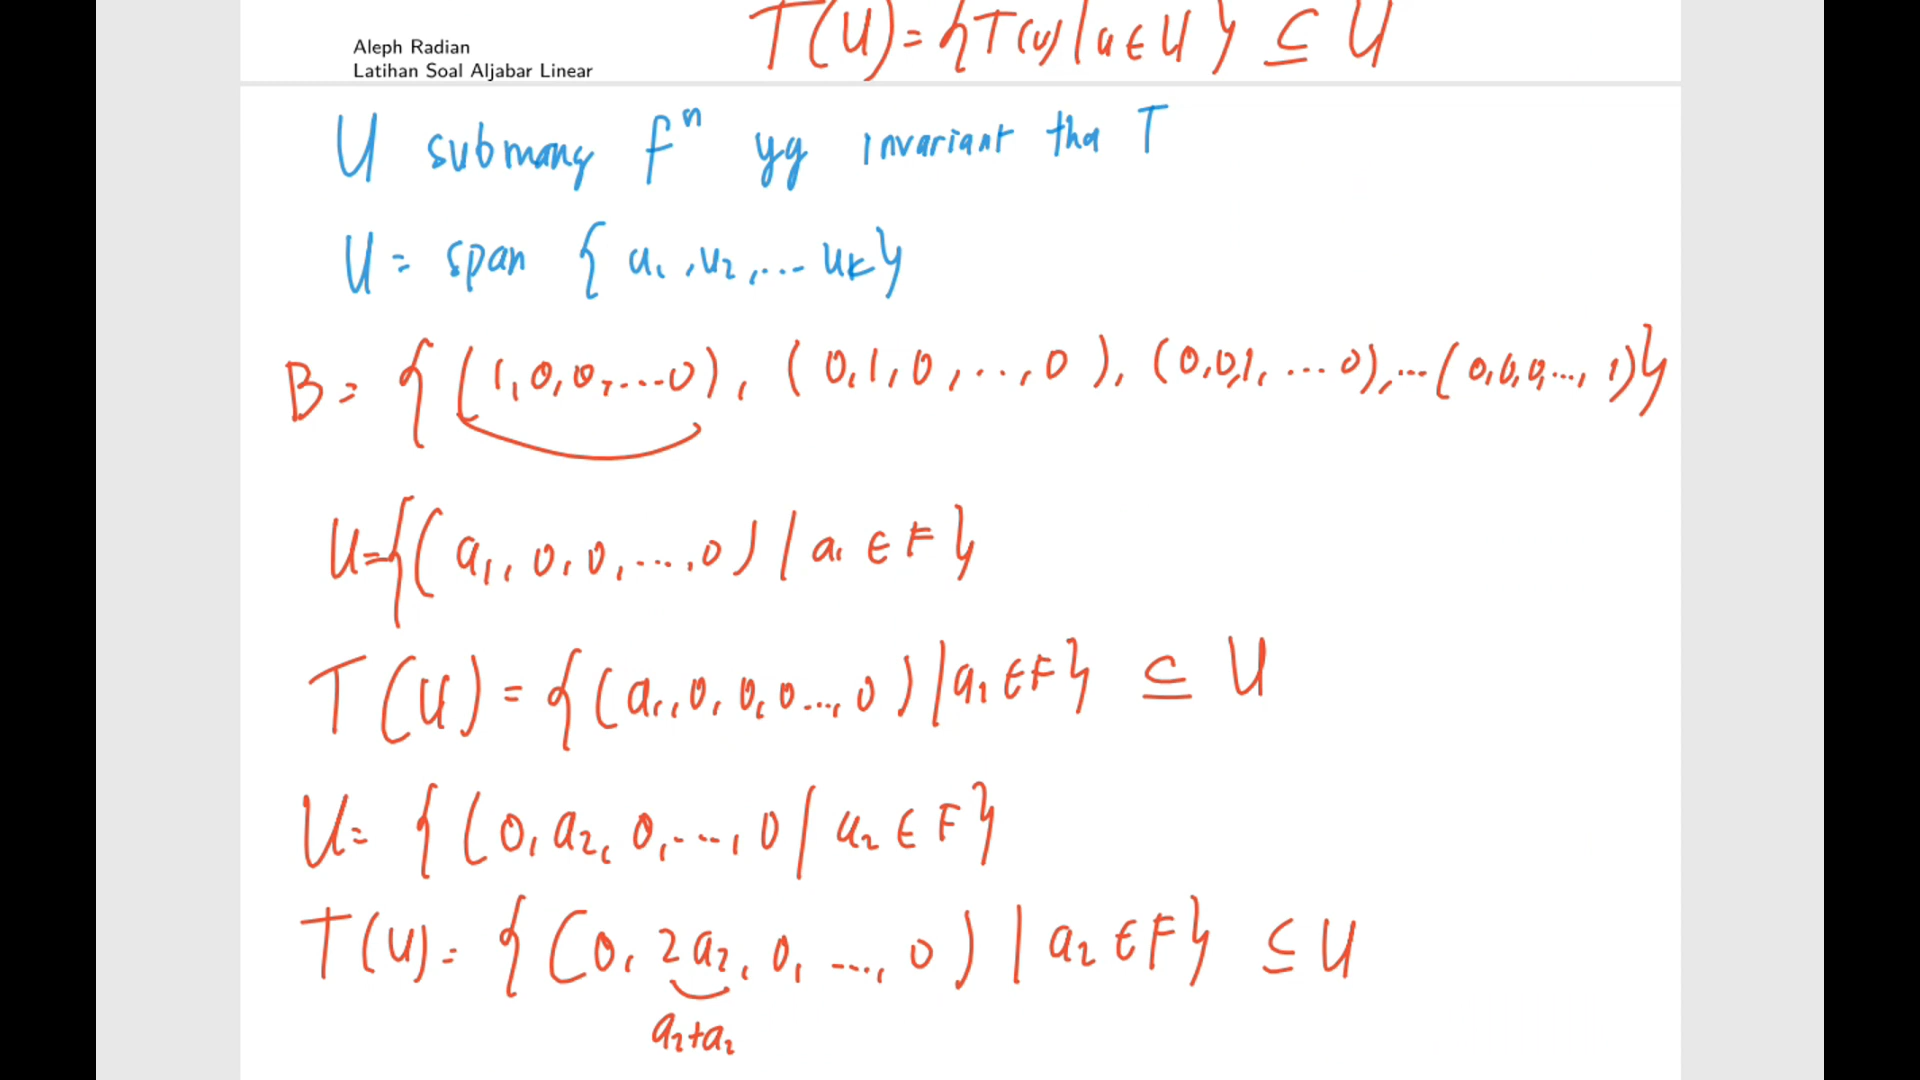 T(U) = {T(u) | u ∈ U} ⊆ U
Aleph Radian
Latihan Soal Aljabar Linear
U submang Fⁿ yg invariant thd T
U = span {u₁, u₂, ... uₖ}
B = {(1,0,0,...0), (0,1,0,...,0), (0,0,1,...0),...(0,0,0,...,1)}
U = {(a₁,0,0,...,0) | a₁ ∈ F}
T(U) = {(a₁,0,0,0...,0) | a₁ ∈ F} ⊆ U
U = {(0,a₂,0,...,0 | a₂ ∈ F}
T(U) = {(0,2a₂,0,...,0) | a₂ ∈ F} ⊆ U
a₂+a₂